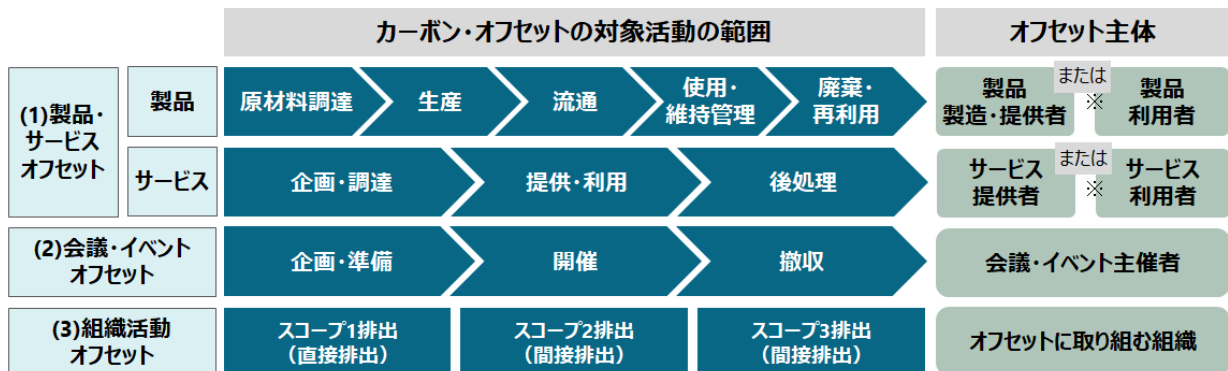 カーボン・オフセットの対象活動の範囲
オフセット主体
(1)製品・
サービス
オフセット
製品
原材料調達
生産
流通
使用・
維持管理
廃棄・
再利用
製品
製造・提供者
または
※
製品
利用者
サービス
企画・調達
提供・利用
後処理
サービス
提供者
または
※
サービス
利用者
(2)会議・イベント
オフセット
企画・準備
開催
撤収
会議・イベント主催者
(3)組織活動
オフセット
スコープ1排出
（直接排出）
スコープ2排出
（間接排出）
スコープ3排出
（間接排出）
オフセットに取り組む組織